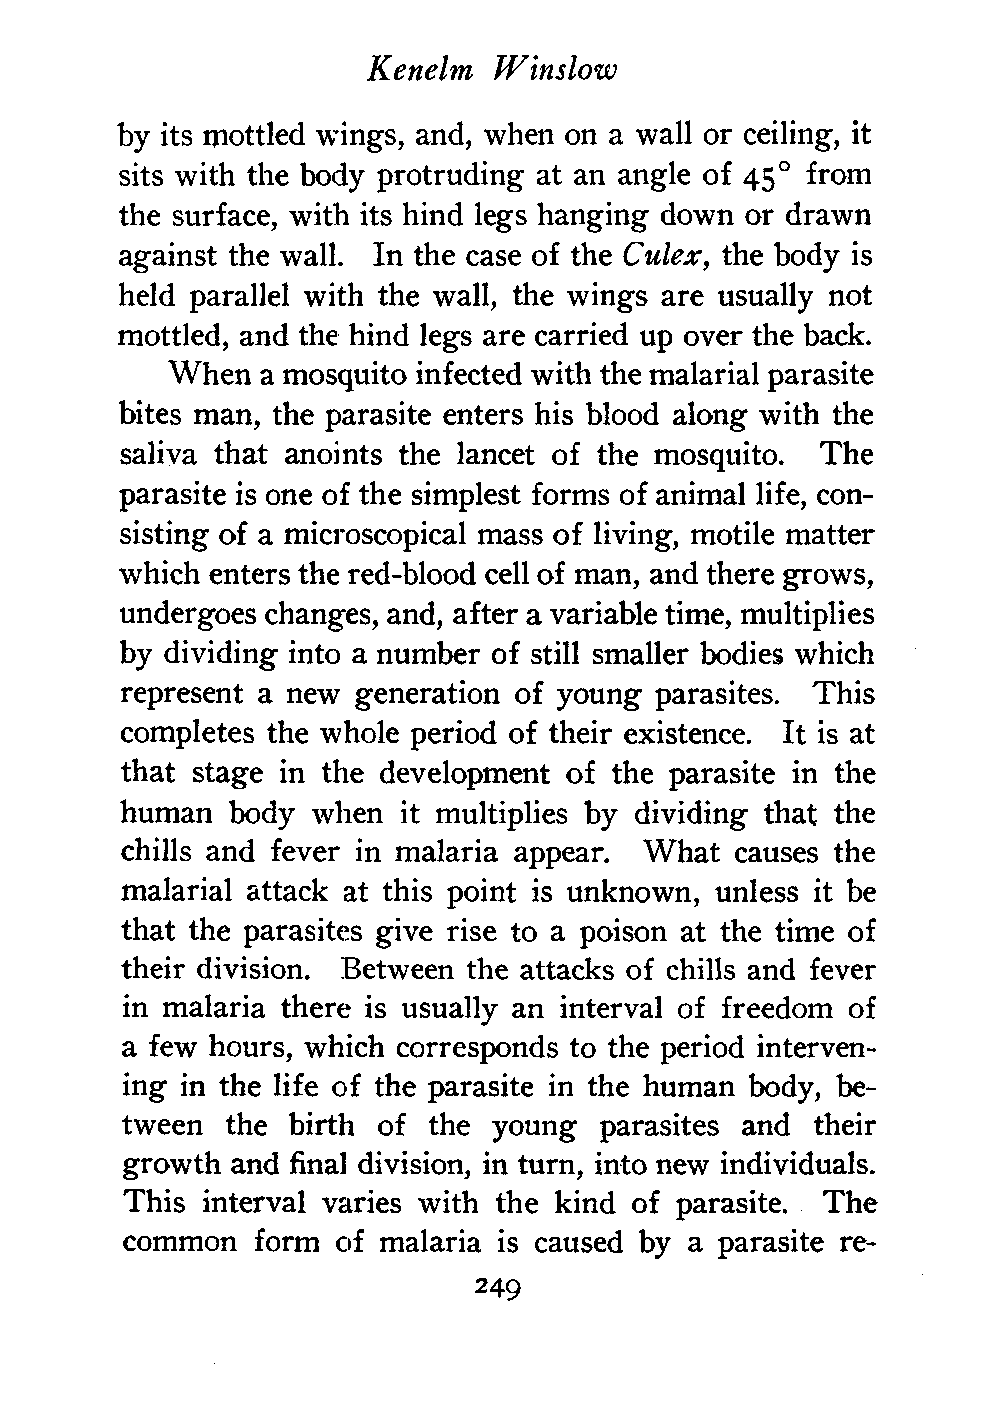 Kenelm Winslow
by its mottled wings, and, when on a wall or ceiling, it
sits with the body protruding at an angle of 45° from
the surface, with its hind legs hanging down or drawn
against the wall. In the case of the Culex, the body is
held parallel with the wall, the wings are usually not
mottled, and the hind legs are carried up over the back.
When a mosquito infected with the malarial parasite
bites man, the parasite enters his blood along with the
saliva that anoints the lancet of the mosquito. The
parasite is one of the simplest forms of animal life, con-
sisting of a microscopical mass of living, motile matter
which enters the red-blood cell of man, and there grows,
undergoes changes, and, after a variable time, multiplies
by dividing into a number of still smaller bodies which
represent a new generation of young parasites. This
completes the whole period of their existence. It is at
that stage in the development of the parasite in the
human body when it multiplies by dividing that the
chills and fever in malaria appear. What causes the
malarial attack at this point is unknown, unless it be
that the parasites give rise to a poison at the time of
their division. Between the attacks of chills and fever
in malaria there is usually an interval of freedom of
a few hours, which corresponds to the period interven-
ing in the life of the parasite in the human body, be-
tween the birth of the young parasites and their
growth and final division, in turn, into new individuals.
This interval varies with the kind of parasite. The
common form of malaria is caused by a parasite re-
249